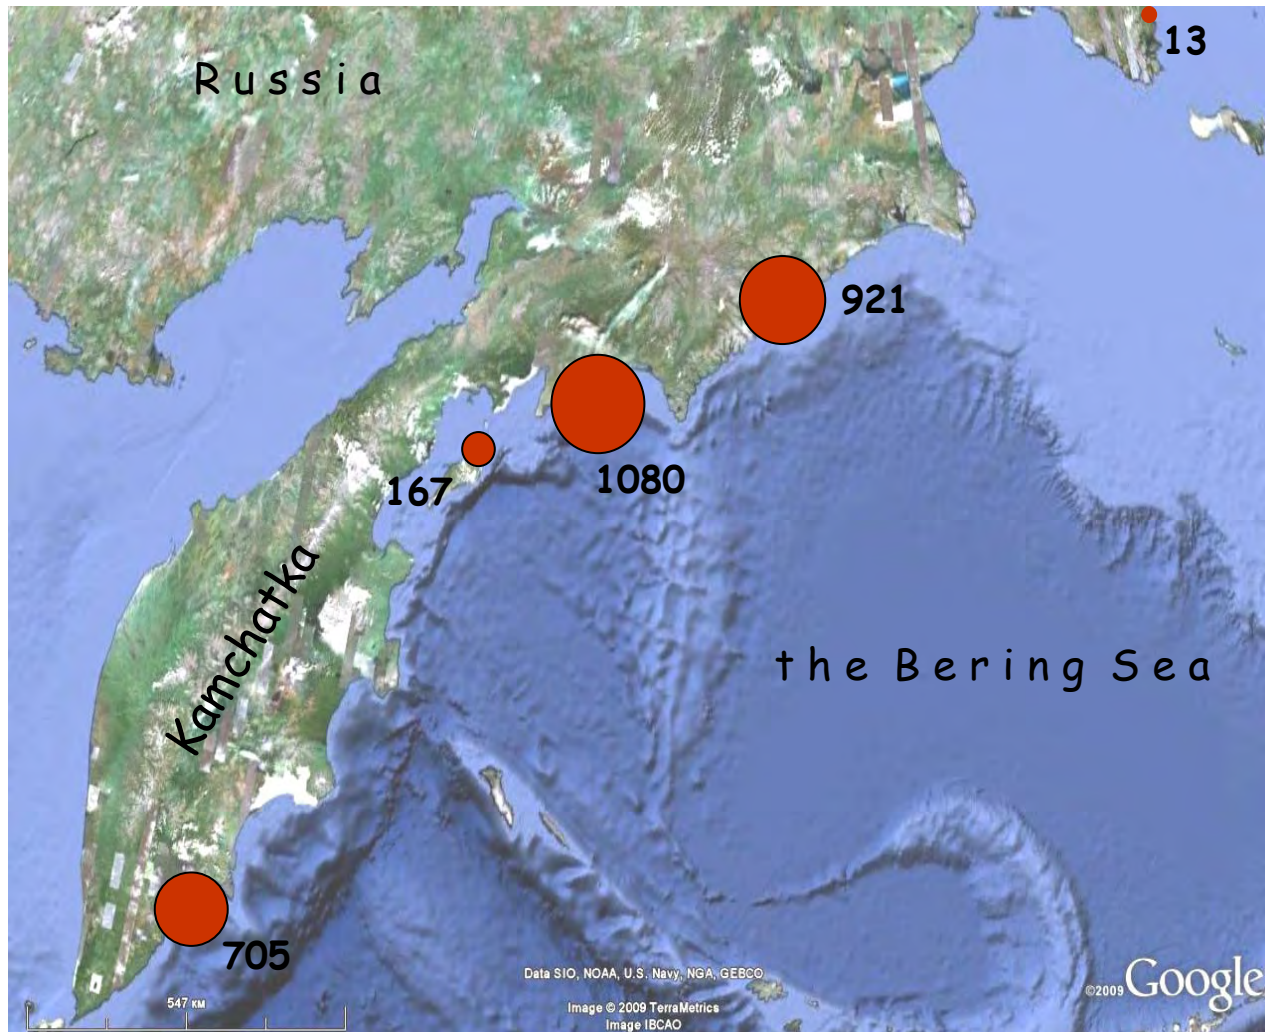 13
Russia
921
1080
167
Kamchatka
the Bering Sea
705
Data SIO, NOAA, U.S. Navy, NGA, GEBCO
©2009 Google
547 км
Image © 2009 TerraMetrics
Image IBCAO